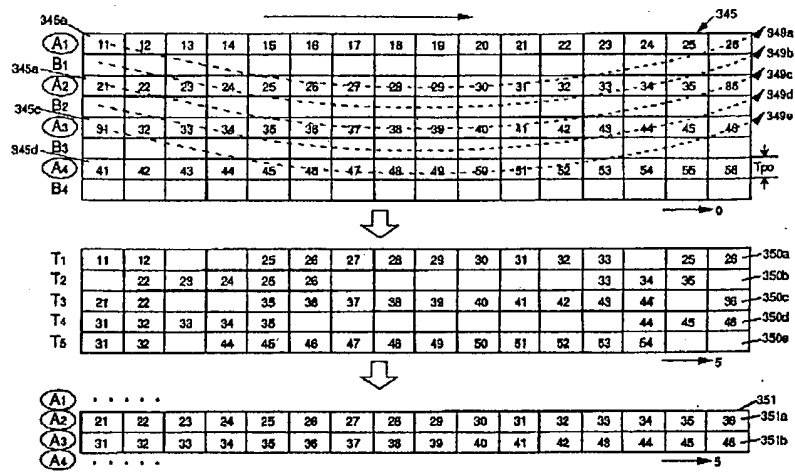 345b 345 349a
A1 11 12 13 14 15 16 17 18 19 20 21 22 23 24 25 26
B1 349b
345a 349c
A2 21 22 23 24 25 26 27 28 29 30 31 32 33 34 35 36
B2 349d
345c 349e
A3 31 32 33 34 35 36 37 38 39 40 41 42 43 44 45 46
B3
345d
A4 41 42 43 44 45 46 47 48 49 50 51 52 53 54 55 56 Tpo
B4
0
T1 11 12 25 26 27 28 29 30 31 32 33 25 26 350a
T2 22 23 24 25 26 33 34 35 350b
T3 21 22 35 36 37 38 39 40 41 42 43 44 36 350c
T4 31 32 33 34 35 44 45 46 350d
T5 31 32 44 45 46 47 48 49 50 51 52 53 54 350e
5
A1 . . . . . 351
A2 21 22 23 24 25 26 27 28 29 30 31 32 33 34 35 36 351a
A3 31 32 33 34 35 36 37 38 39 40 41 42 43 44 45 46 351b
A4 . . . . . 5